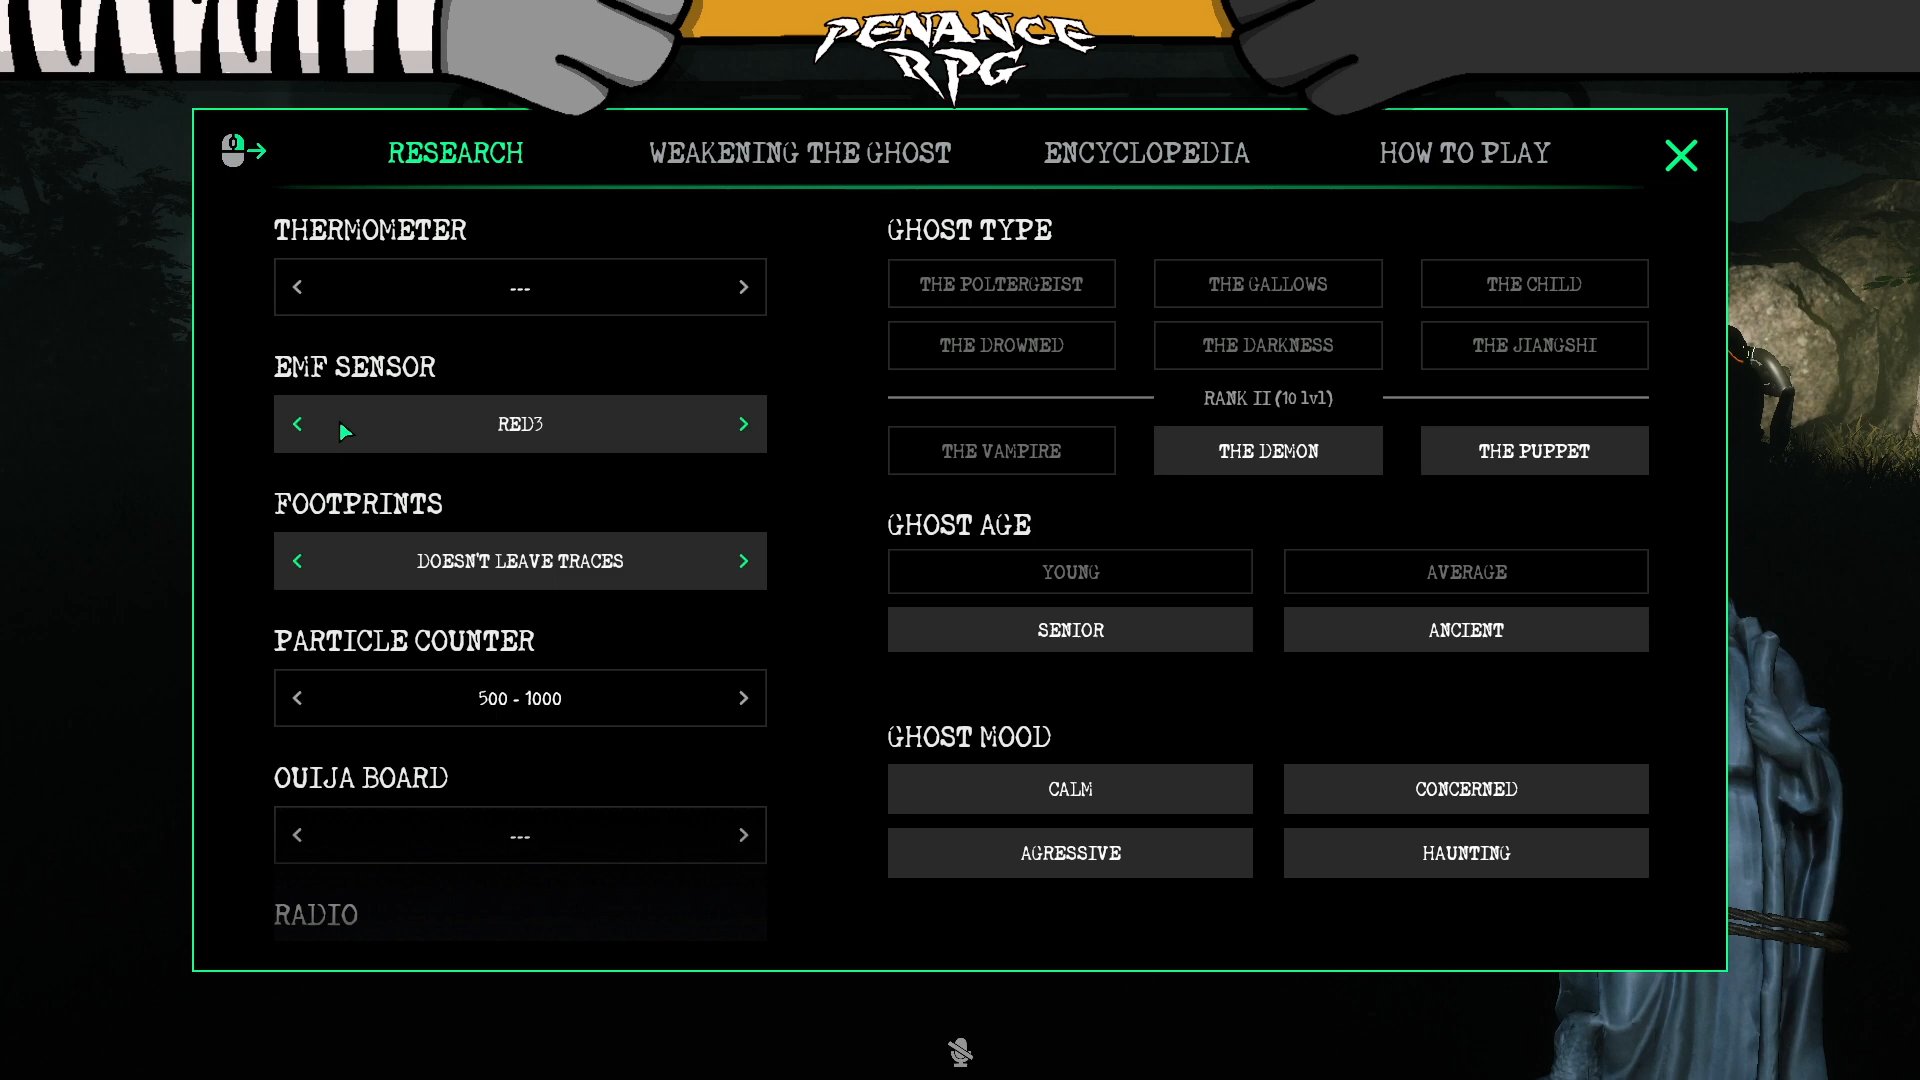 PENANCE
RPG
RESEARCH
WEAKENING THE GHOST
ENCYCLOPEDIA
HOW TO PLAY
THERMOMETER
---
EMF SENSOR
RED3
FOOTPRINTS
DOESN'T LEAVE TRACES
PARTICLE COUNTER
500 - 1000
OUIJA BOARD
---
RADIO
GHOST TYPE
THE POLTERGEIST
THE GALLOWS
THE CHILD
THE DROWNED
THE DARKNESS
THE JIANGSHI
RANK II (10 lvl)
THE VAMPIRE
THE DEMON
THE PUPPET
GHOST AGE
YOUNG
AVERAGE
SENIOR
ANCIENT
GHOST MOOD
CALM
CONCERNED
AGRESSIVE
HAUNTING